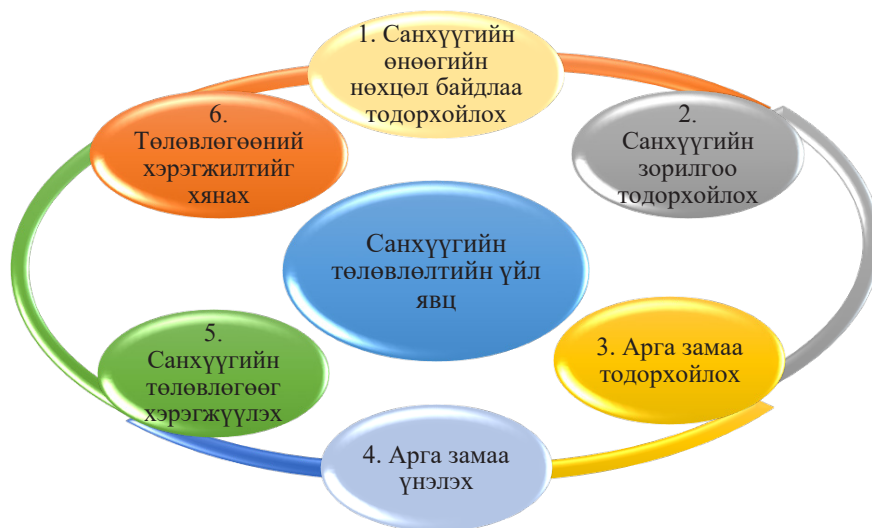 1. Санхүүгийн
өнөөгийн
нөхцөл байдлаа
тодорхойлох
2.
Санхүүгийн
зорилгоо
тодорхойлох
3. Арга замаа
тодорхойлох
4. Арга замаа
үнэлэх
5.
Санхүүгийн
төлөвлөгөөг
хэрэгжүүлэх
6.
Төлөвлөгөөний
хэрэгжилтийг
хянах
Санхүүгийн
төлөвлөлтийн үйл
явц